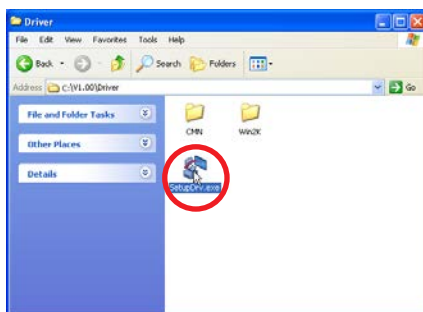 Driver
File Edit View Favorites Tools Help
Back Search Folders
Address C:\V1.00\Driver Go
File and Folder Tasks
Other Places
Details
CMN Win2K
SetupDrv.exe